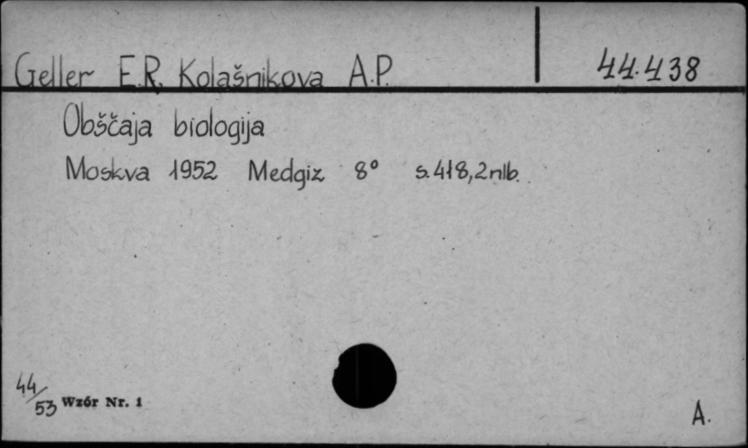 Geller E.R, Kolašnikova A.P. 44.438
Obščaja biologija
Moskva 1952 Medgiz 8° s.418,2nlb.
44/53 Wzór Nr. 1
A.